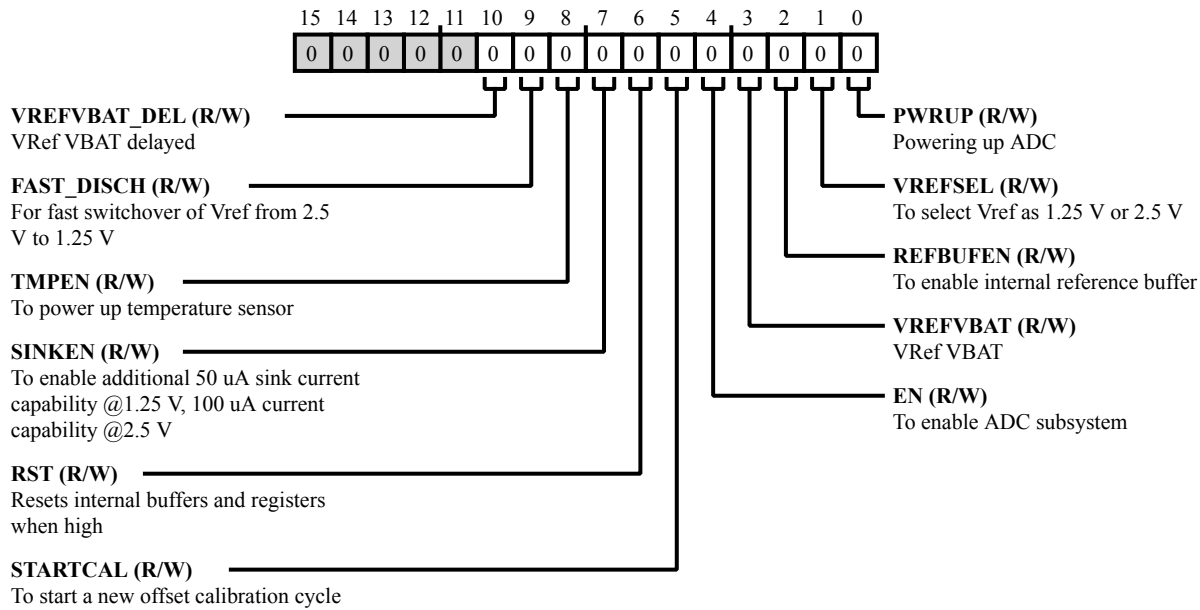 15 14 13 12 11 10 9 8 7 6 5 4 3 2 1 0
0 0 0 0 0 0 0 0 0 0 0 0 0 0 0 0
VREFVBAT_DEL (R/W)
VRef VBAT delayed
FAST_DISCH (R/W)
For fast switchover of Vref from 2.5
V to 1.25 V
TMPEN (R/W)
To power up temperature sensor
SINKEN (R/W)
To enable additional 50 uA sink current
capability @1.25 V, 100 uA current
capability @2.5 V
RST (R/W)
Resets internal buffers and registers
when high
STARTCAL (R/W)
To start a new offset calibration cycle
PWRUP (R/W)
Powering up ADC
VREFSEL (R/W)
To select Vref as 1.25 V or 2.5 V
REFBUFEN (R/W)
To enable internal reference buffer
VREFVBAT (R/W)
VRef VBAT
EN (R/W)
To enable ADC subsystem